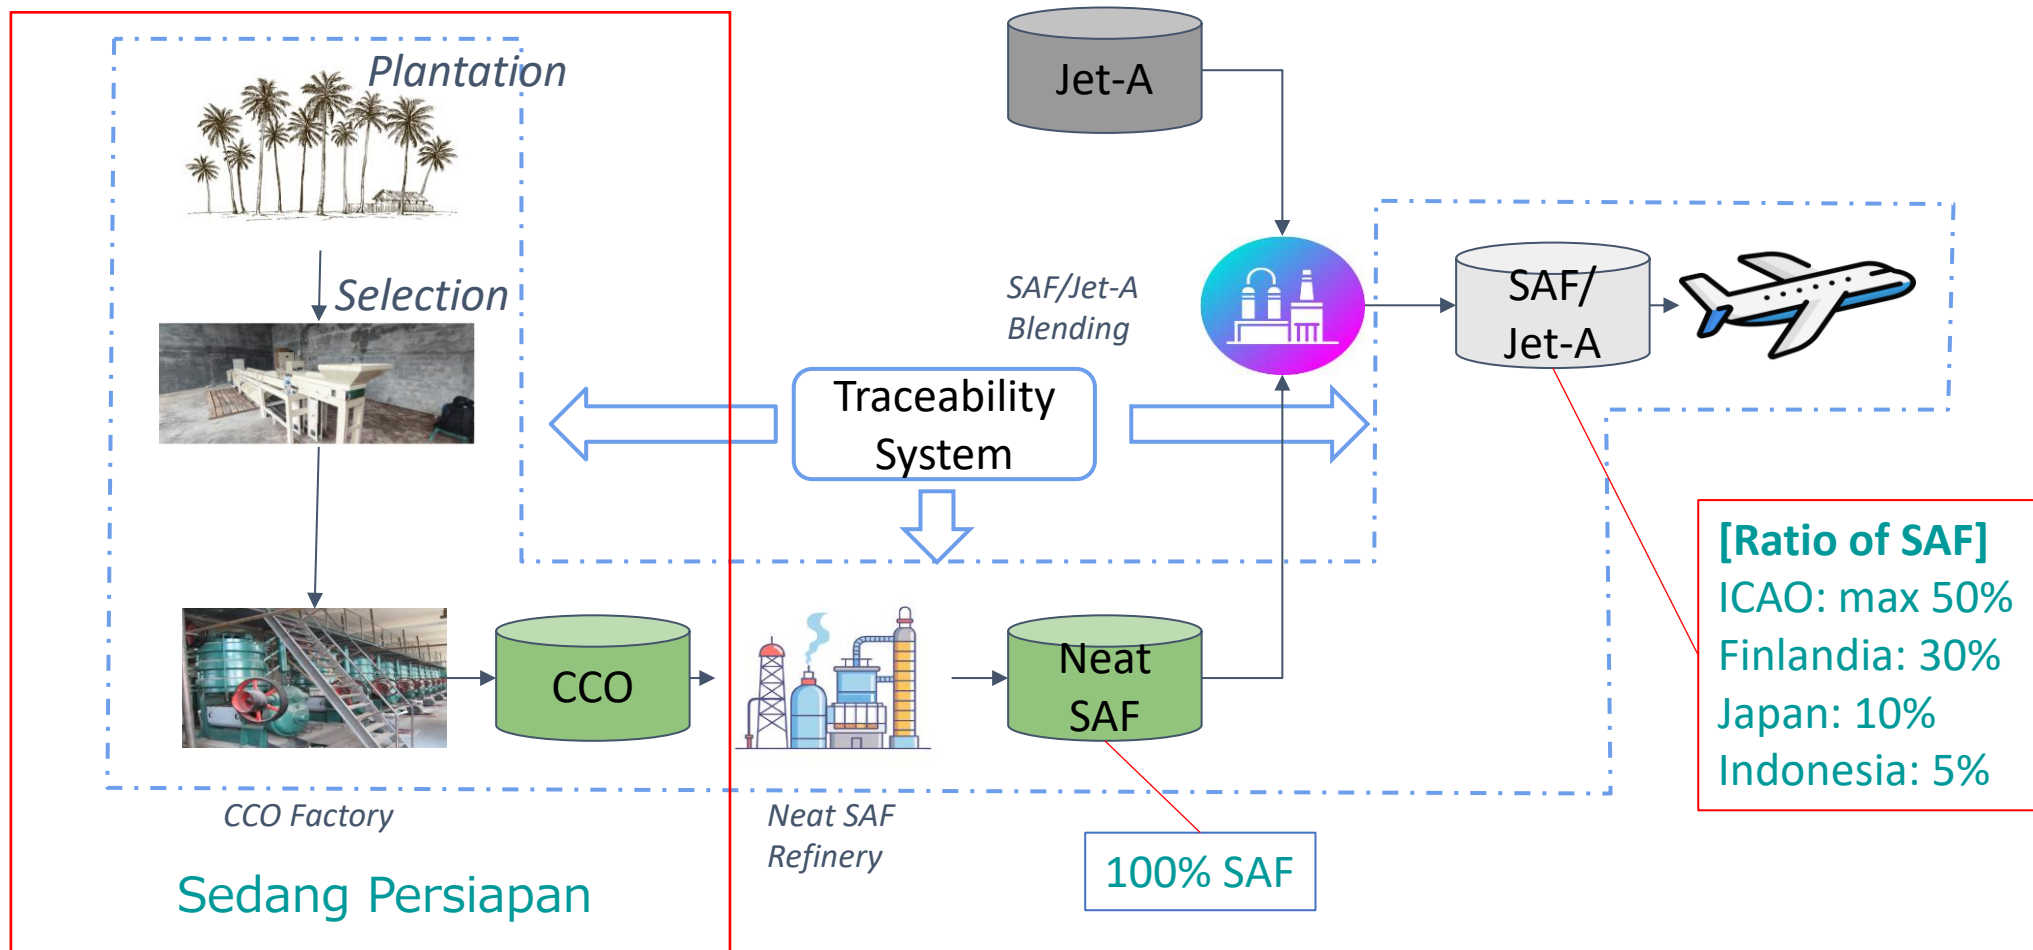 Plantation
Selection
CCO Factory
Sedang Persiapan
CCO
Neat SAF
Refinery
Neat
SAF
100% SAF
Traceability
System
Jet-A
SAF/Jet-A
Blending
SAF/
Jet-A
[Ratio of SAF]
ICAO: max 50%
Finlandia: 30%
Japan: 10%
Indonesia: 5%